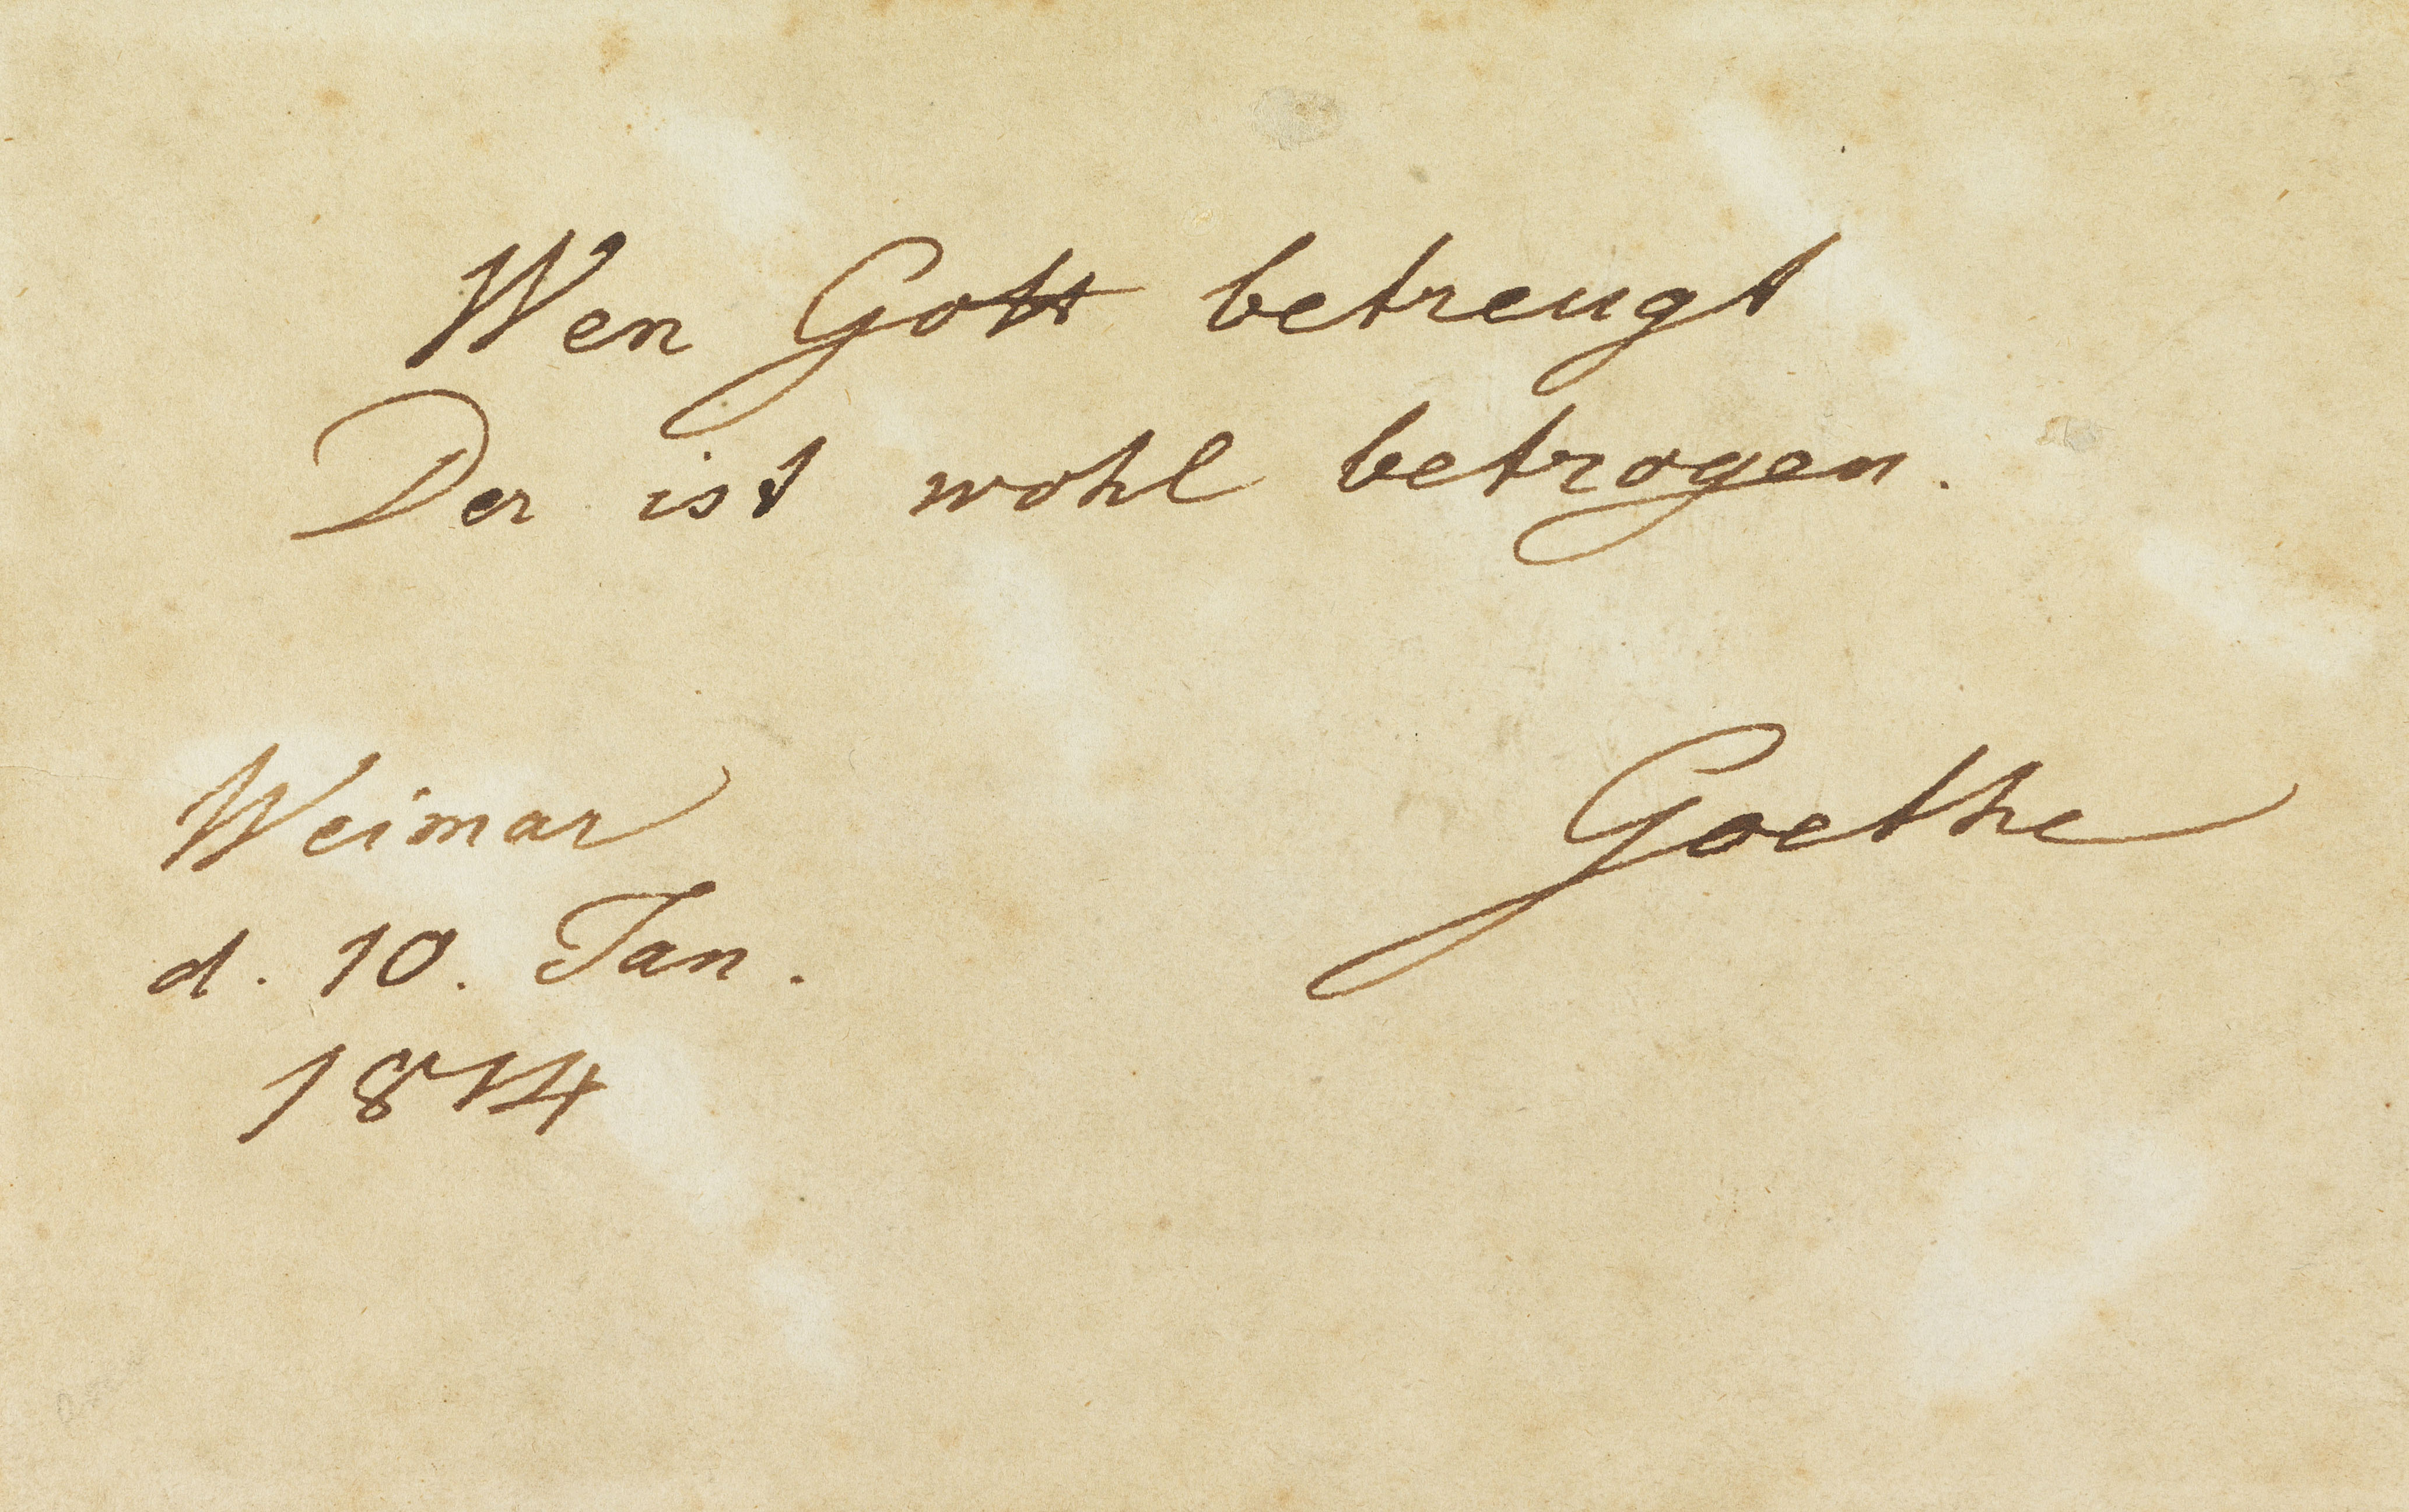 Wen Gott betreugt
Der ist wohl betrogen.
Weimar
d. 10. Jan.
1814
Goethe